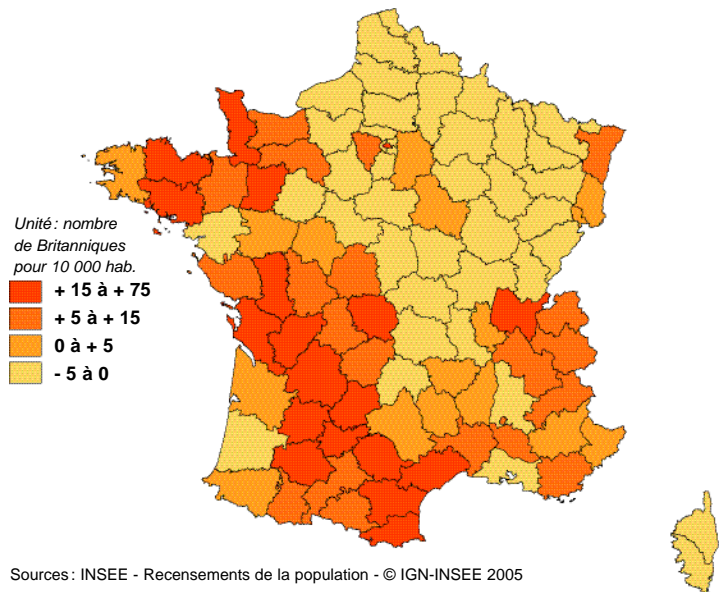 Unité : nombre
de Britanniques
pour 10 000 hab.
+ 15 à + 75
+ 5 à + 15
0 à + 5
- 5 à 0
Sources : INSEE - Recensements de la population - © IGN-INSEE 2005